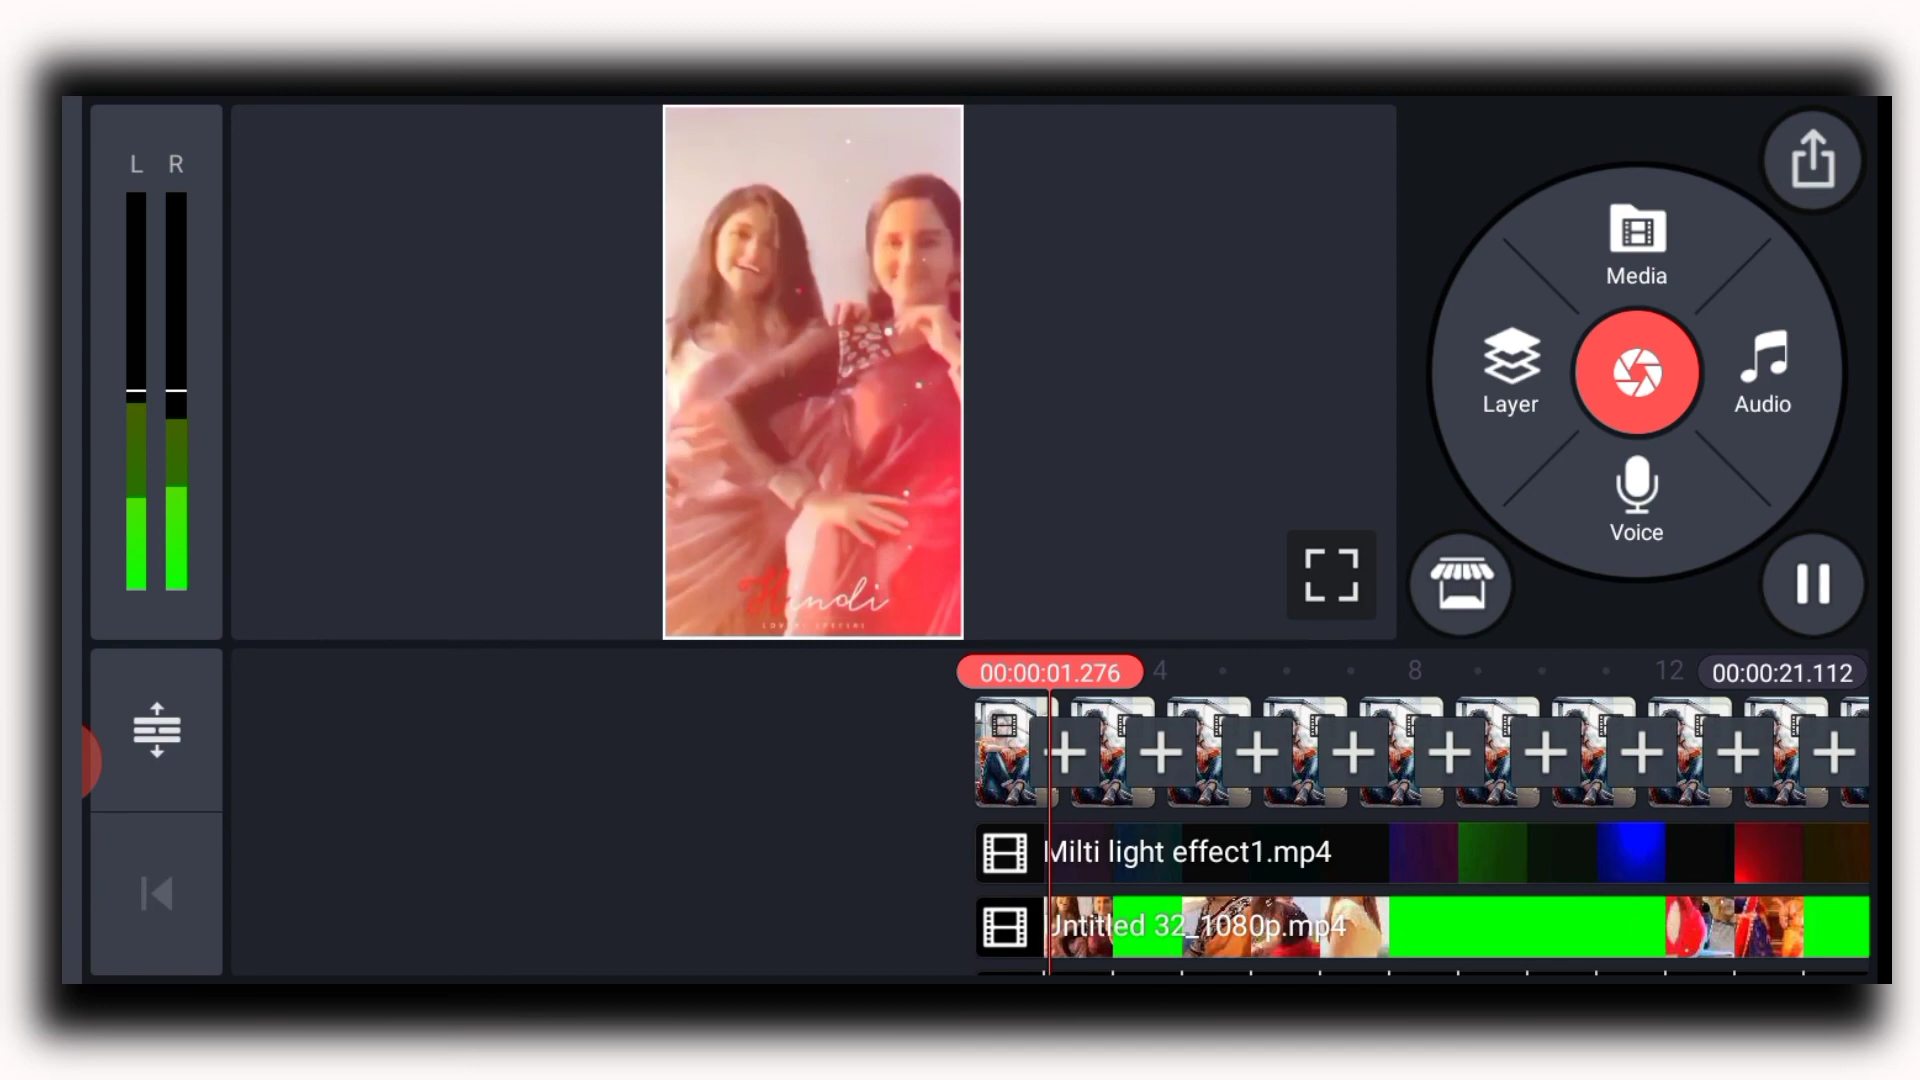 L R
Media
Layer
Audio
Voice
Hindi
00:00:01.276 4 8 12 00:00:21.112
Milti light effect1.mp4
Untitled 32_1080p.mp4